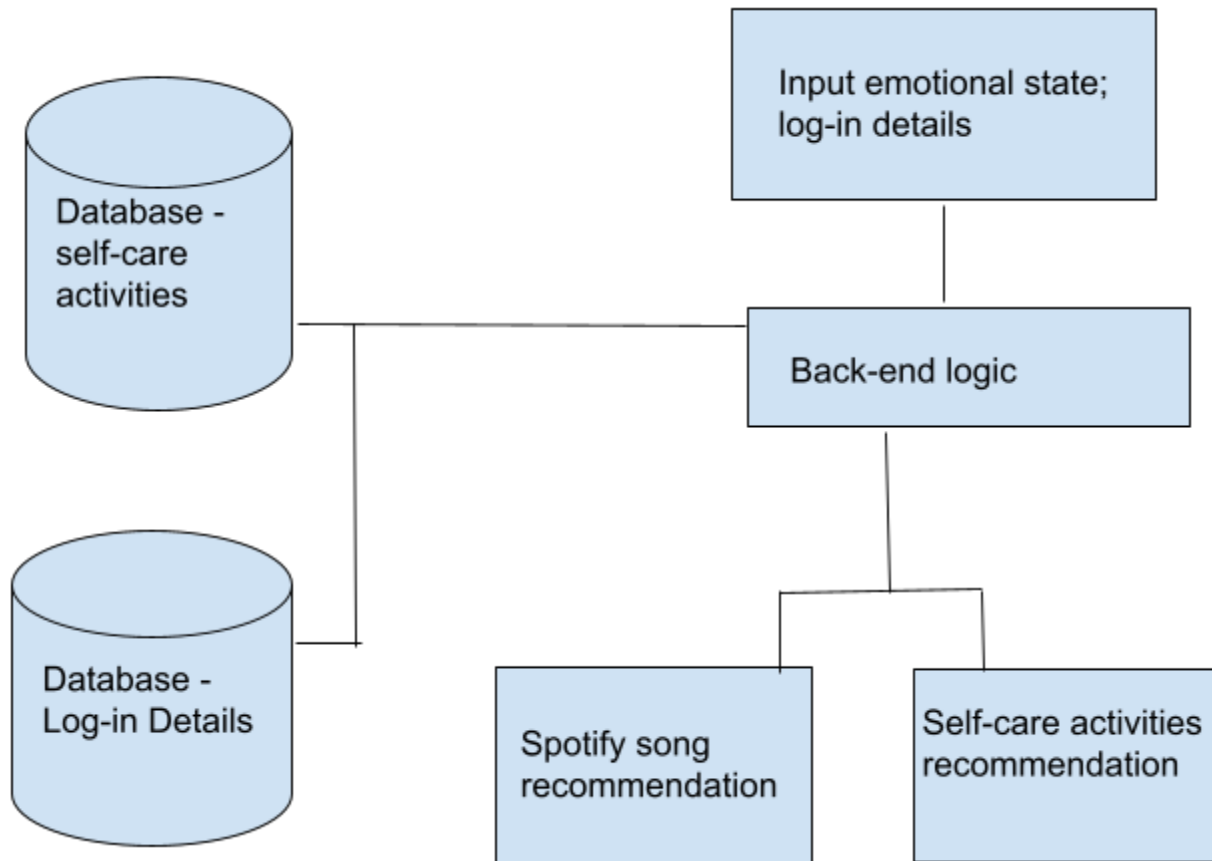 Input emotional state;
log-in details
Database -
self-care
activities
Back-end logic
Database -
Log-in Details
Spotify song
recommendation
Self-care activities
recommendation